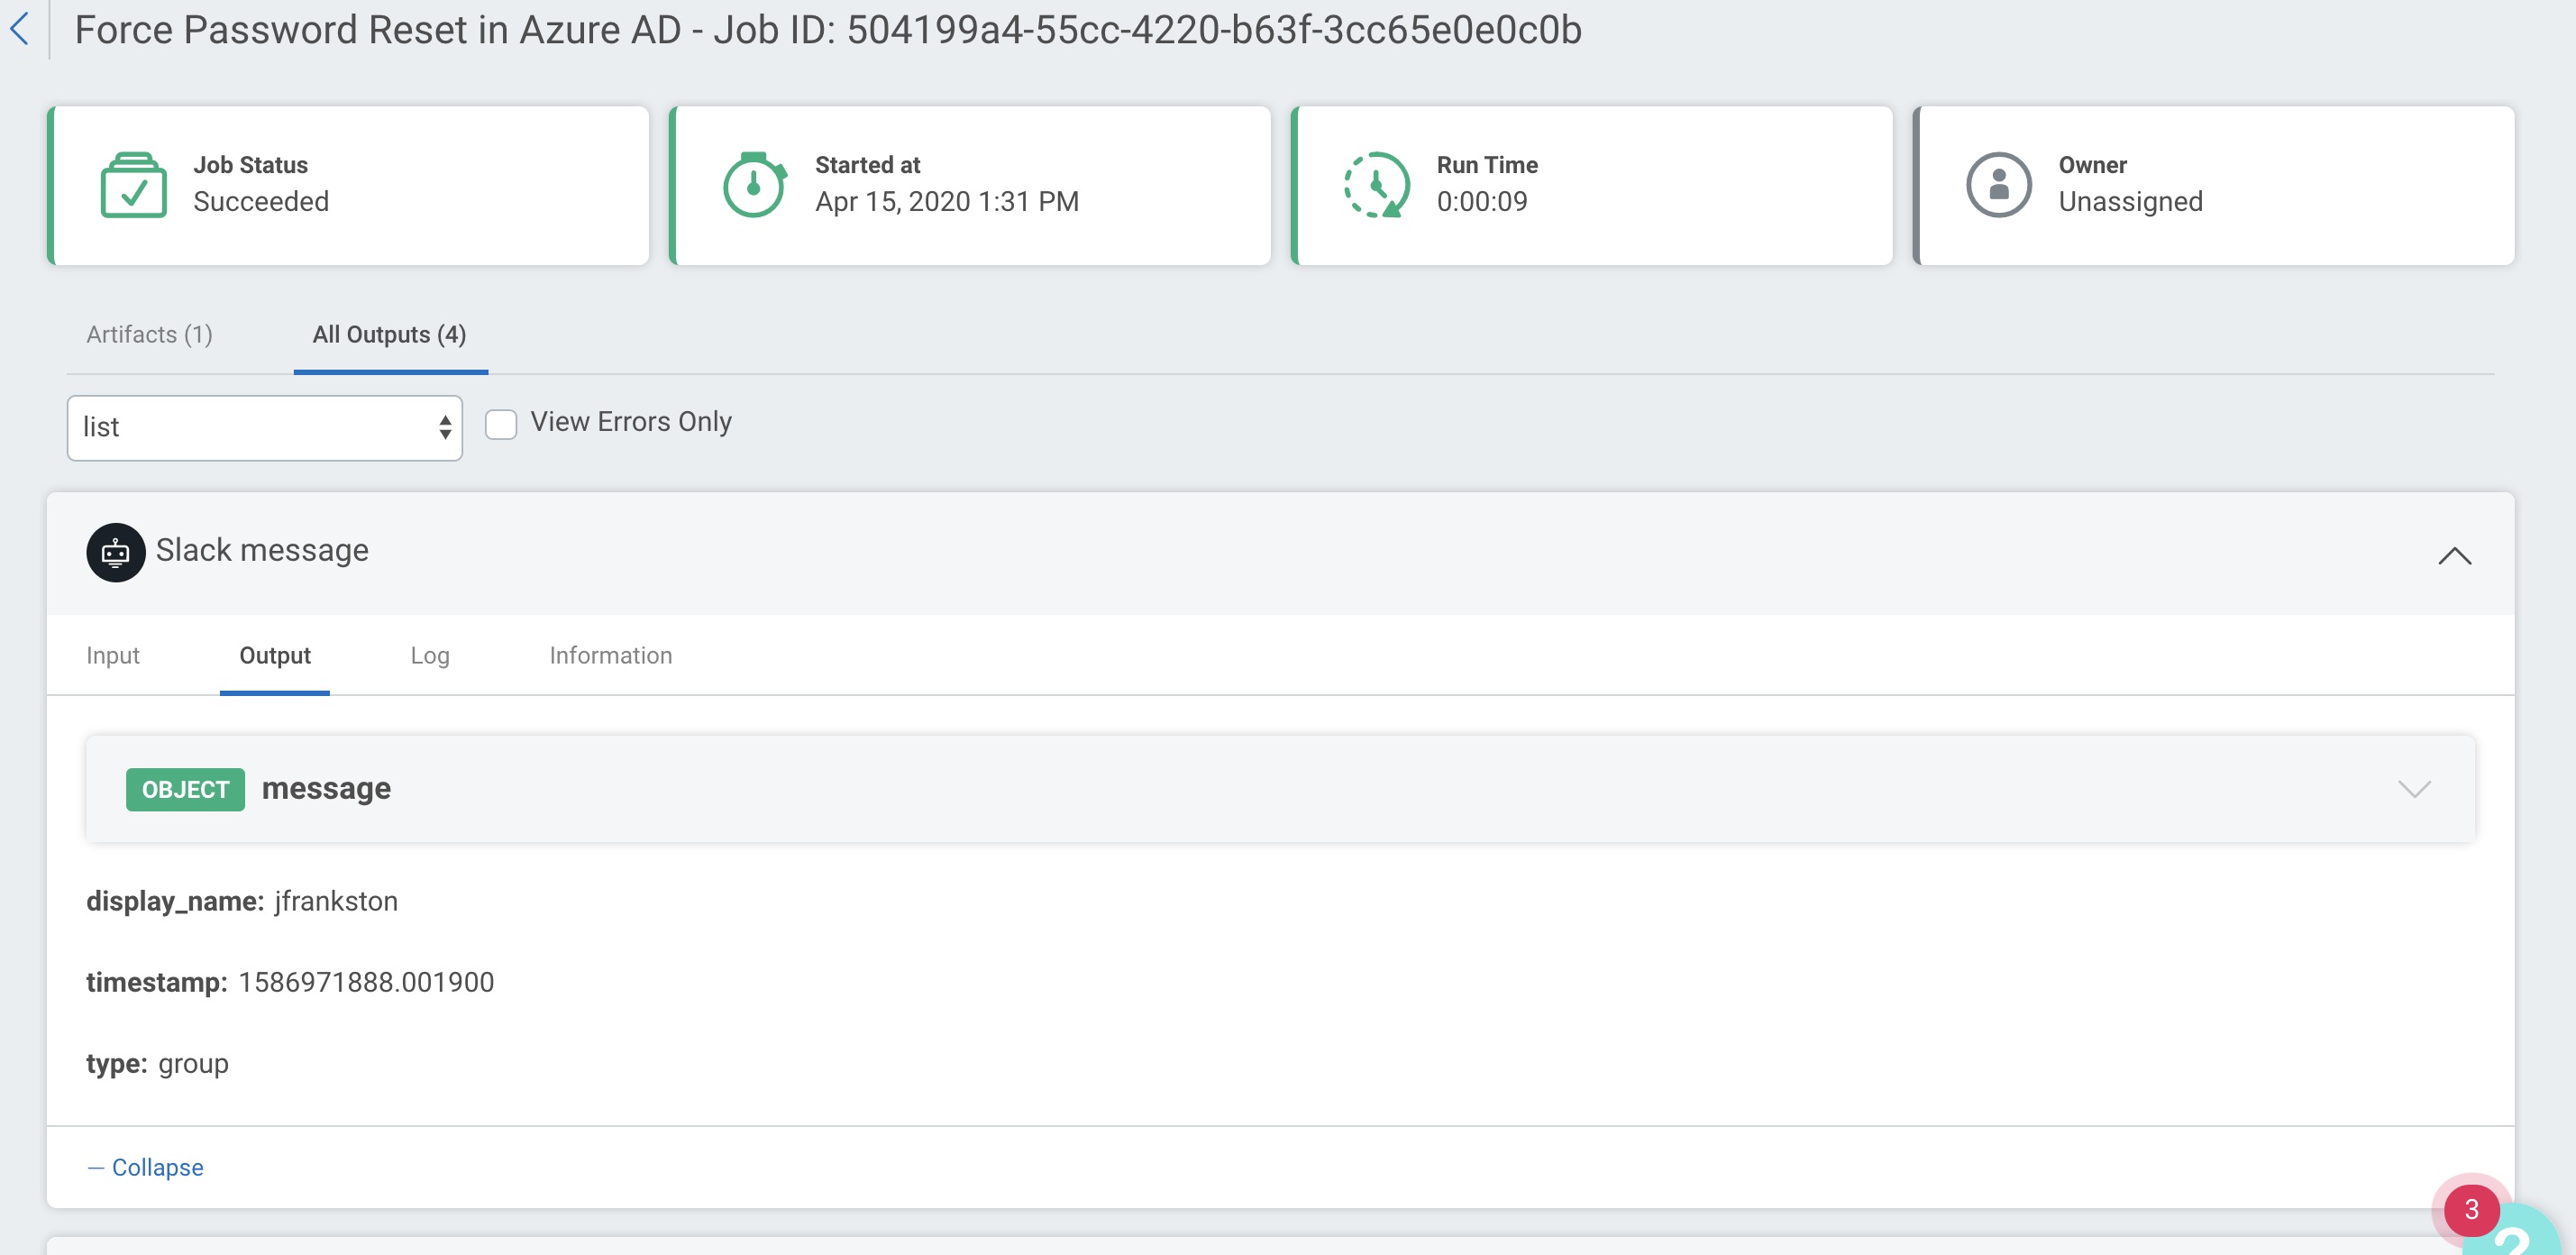 Force Password Reset in Azure AD - Job ID: 504199a4-55cc-4220-b63f-3cc65e0e0c0b
Job Status
Succeeded
Started at
Apr 15, 2020 1:31 PM
Run Time
0:00:09
Owner
Unassigned
Artifacts (1)
All Outputs (4)
list
View Errors Only
Slack message
Input
Output
Log
Information
OBJECT message
display_name: jfrankston
timestamp: 1586971888.001900
type: group
— Collapse
3
?